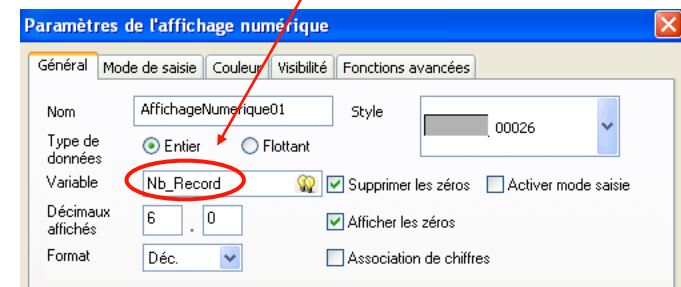 Paramètres de l'affichage numérique
Général Mode de saisie Couleur Visibilité Fonctions avancées
Nom AffichageNumerique01 Style 00026
Type de données Entier Flottant
Variable Nb_Record Supprimer les zéros Activer mode saisie
Décimaux affichés 6 . 0 Afficher les zéros
Format Déc. Association de chiffres